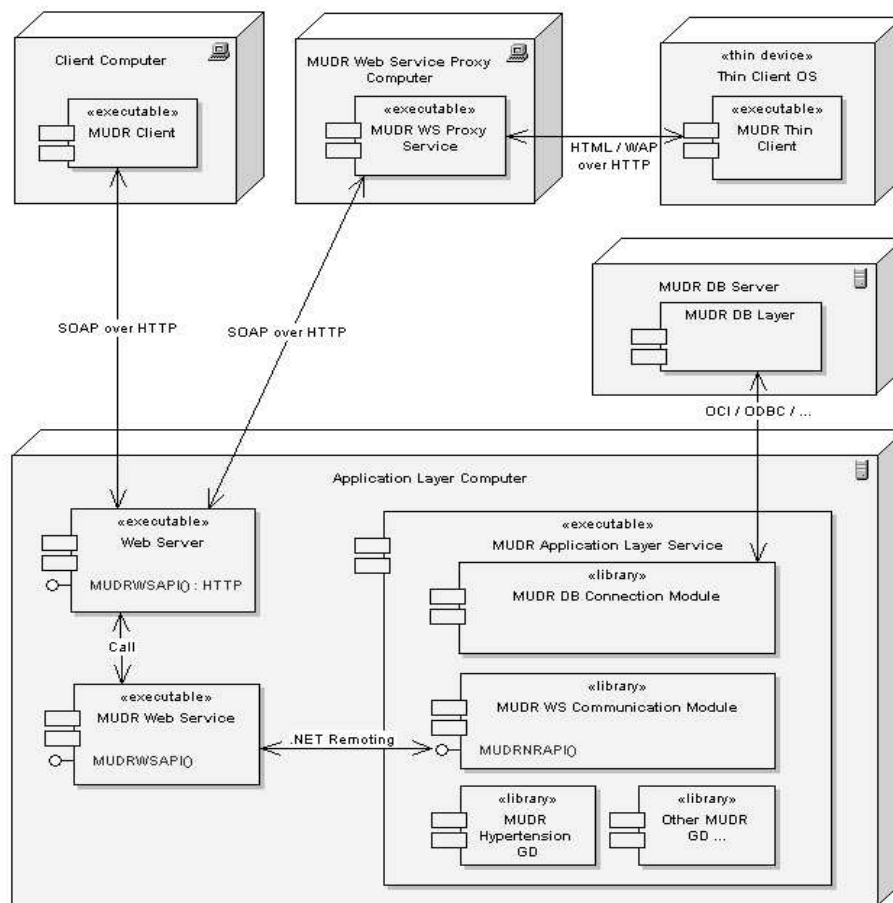 Client Computer
«executable»
MUDR Client
MUDR Web Service Proxy
Computer
«executable»
MUDR WS Proxy
Service
HTML / WAP
over HTTP
«thin device»
Thin Client OS
«executable»
MUDR Thin
Client
MUDR DB Server
MUDR DB Layer
SOAP over HTTP
SOAP over HTTP
OCI / ODBC / ...
Application Layer Computer
«executable»
Web Server
MUDRWSAPI() : HTTP
Call
«executable»
MUDR Web Service
MUDRWSAPI()
.NET Remoting
«executable»
MUDR Application Layer Service
«library»
MUDR DB Connection Module
«library»
MUDR WS Communication Module
MUDRNRAPI()
«library»
MUDR
Hypertension
GD
«library»
Other MUDR
GD ...